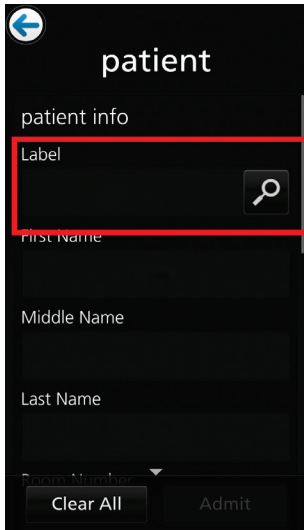 patient
patient info
Label
First Name
Middle Name
Last Name
Room Number
Clear All
Admit